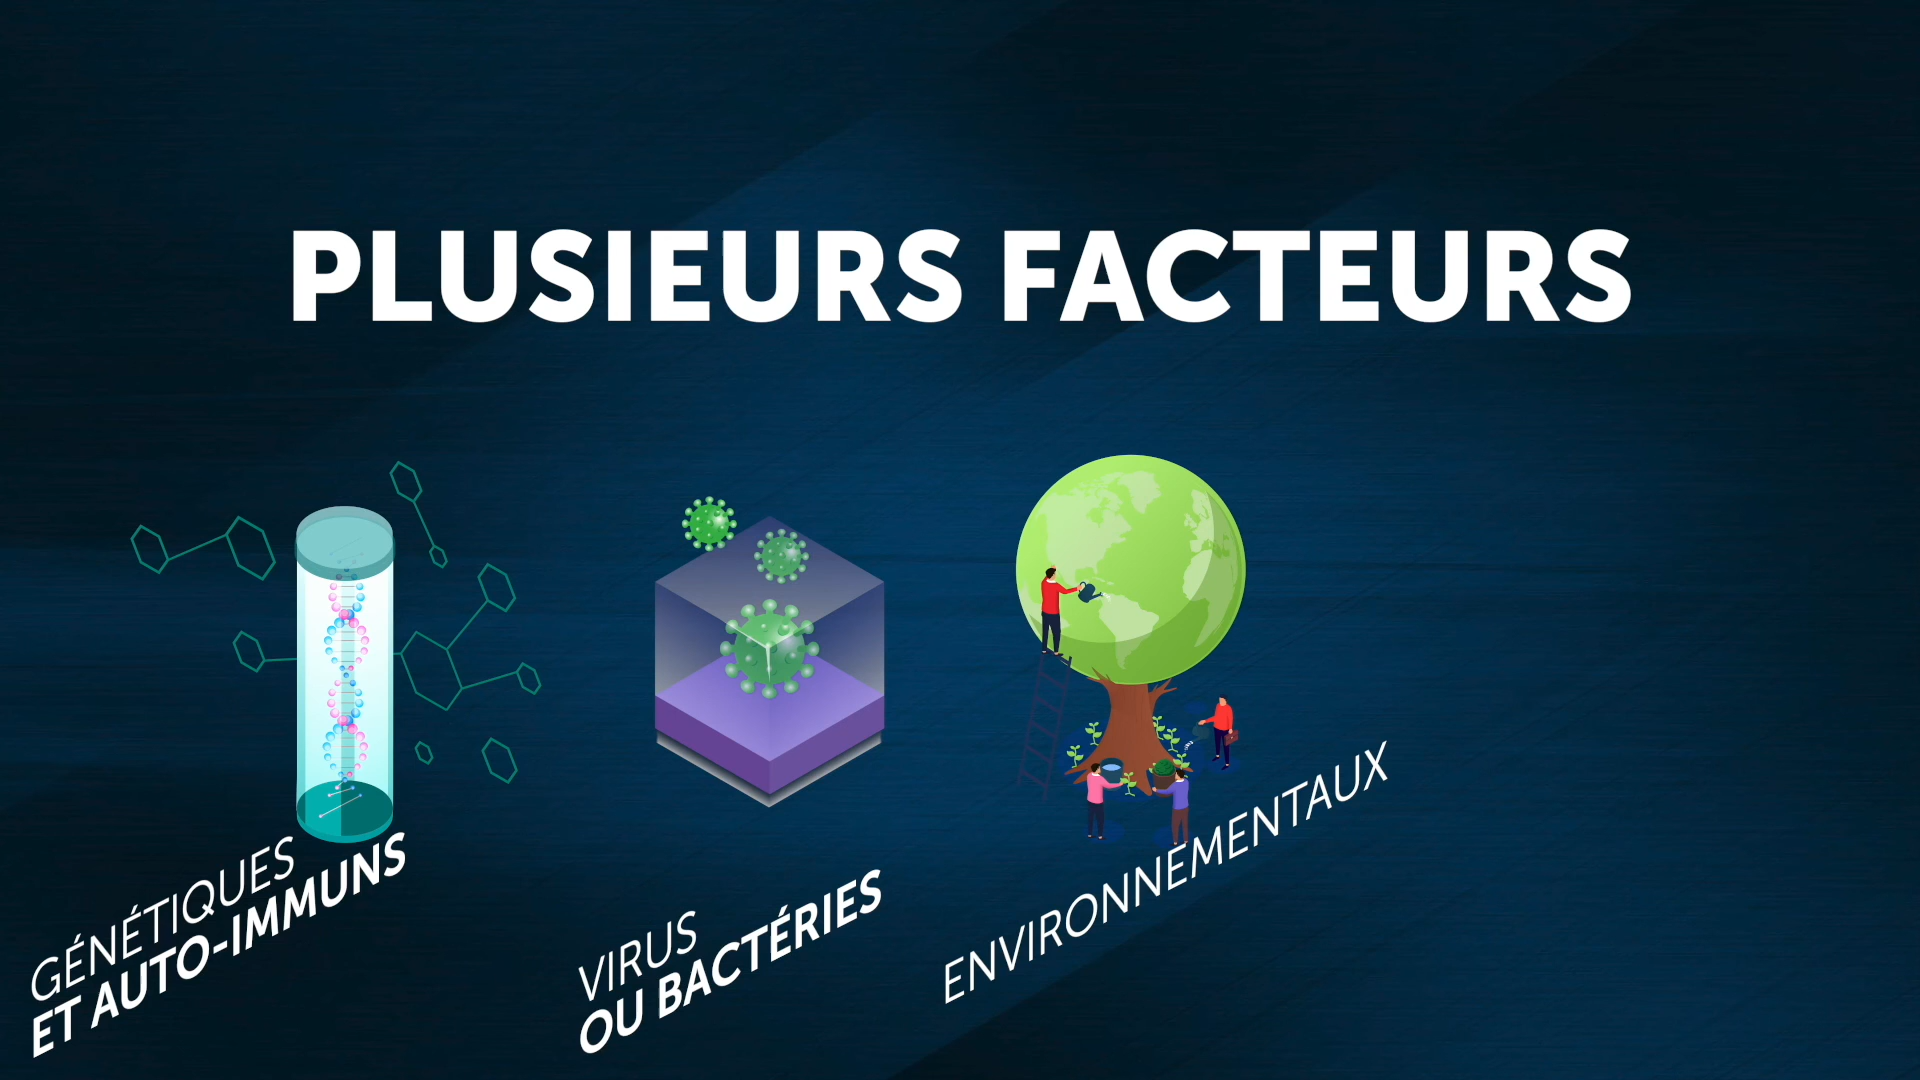 PLUSIEURS FACTEURS
GÉNÉTIQUES
ET AUTO-IMMUNS
VIRUS
OU BACTÉRIES
ENVIRONNEMENTAUX